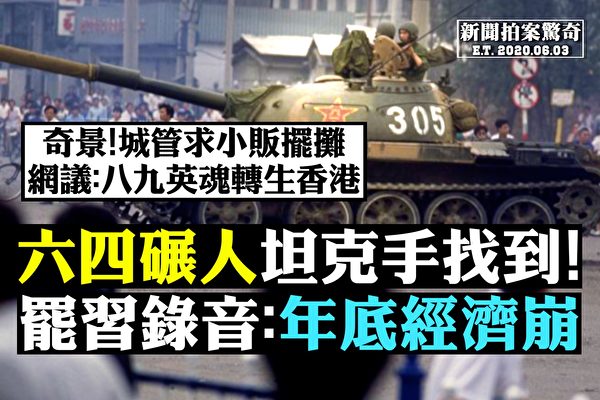 新聞拍案驚奇
E.T. 2020.06.03
305
奇景!城管求小販擺攤
網議:八九英魂轉生香港
六四碾人坦克手找到!
罷習錄音:年底經濟崩